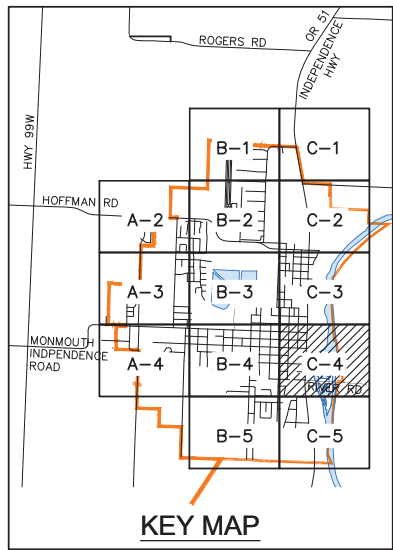 ROGERS RD
OR 51
INDEPENDENCE
HWY
HWY 99W
B-1
C-1
HOFFMAN RD
A-2
B-2
C-2
A-3
B-3
C-3
MONMOUTH
INDPENDENCE
ROAD
A-4
B-4
C-4
RIVER RD
B-5
C-5
KEY MAP